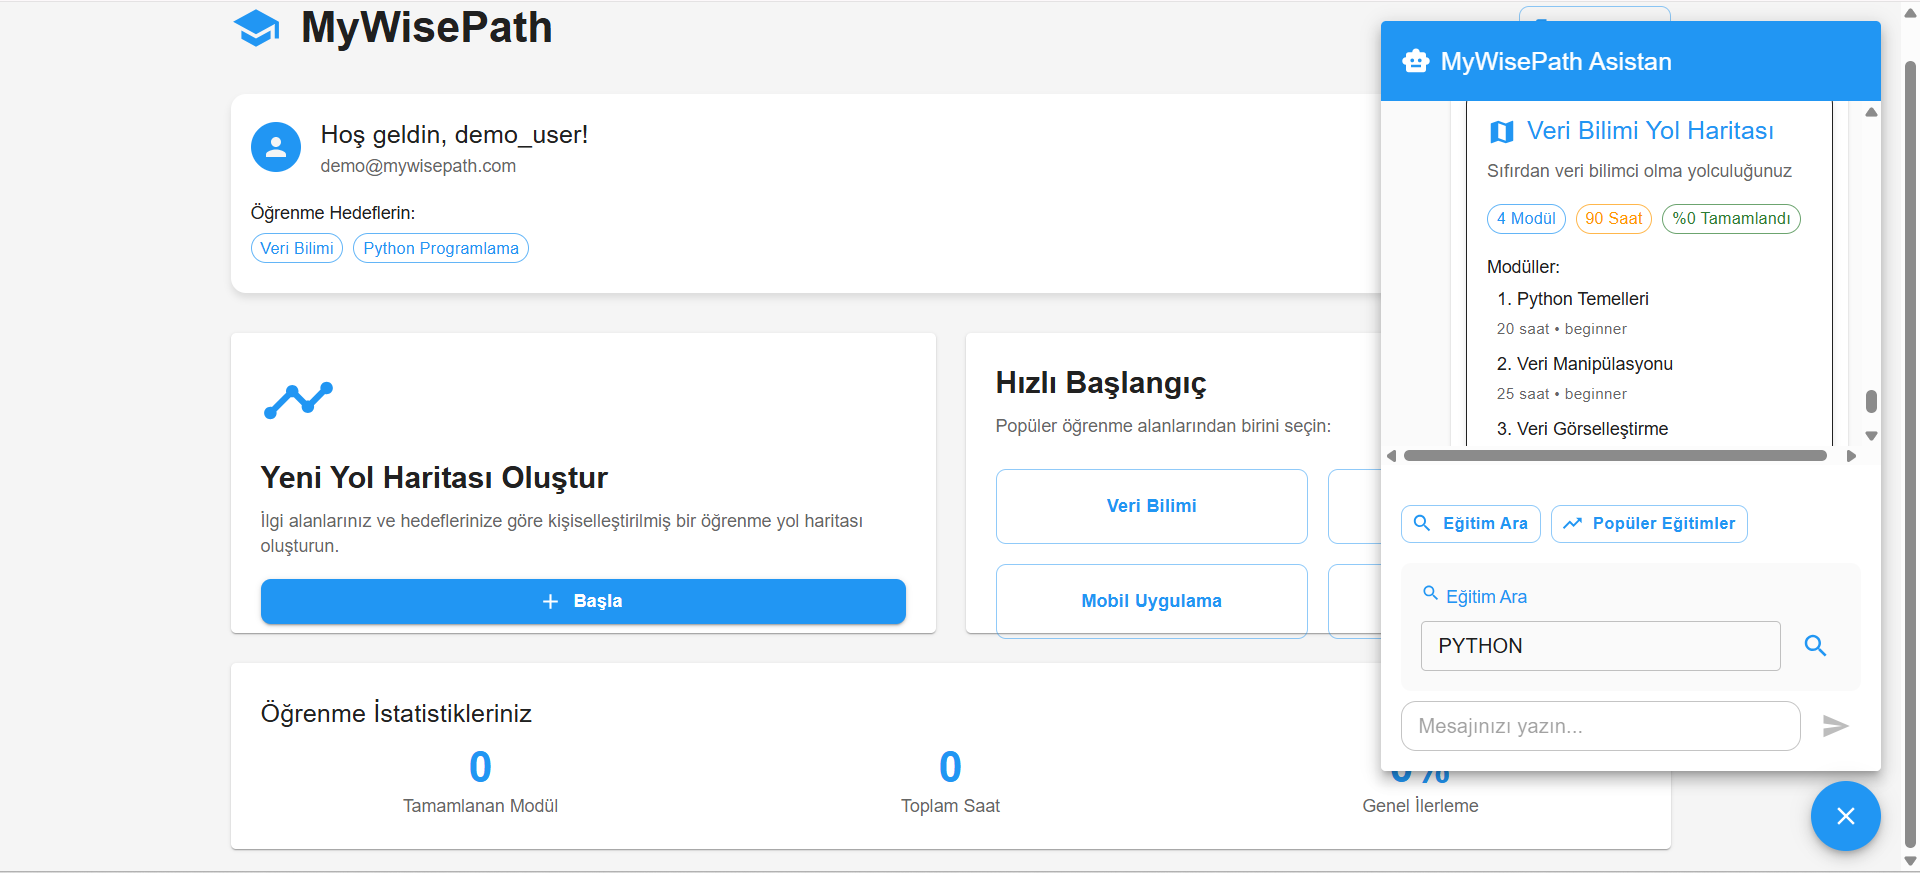 MyWisePath
Hoş geldin, demo_user!
demo@mywisepath.com
Öğrenme Hedeflerin:
Veri Bilimi
Python Programlama
Yeni Yol Haritası Oluştur
İlgi alanlarınız ve hedeflerinize göre kişiselleştirilmiş bir öğrenme yol haritası
oluşturun.
Başla
Hızlı Başlangıç
Popüler öğrenme alanlarından birini seçin:
Veri Bilimi
Mobil Uygulama
Öğrenme İstatistikleriniz
0
Tamamlanan Modül
0
Toplam Saat
0%
Genel İlerleme
MyWisePath Asistan
Veri Bilimi Yol Haritası
Sıfırdan veri bilimci olma yolculuğunuz
4 Modül
90 Saat
%0 Tamamlandı
Modüller:
1. Python Temelleri
20 saat • beginner
2. Veri Manipülasyonu
25 saat • beginner
3. Veri Görselleştirme
Eğitim Ara
Popüler Eğitimler
Eğitim Ara
PYTHON
Mesajınızı yazın...